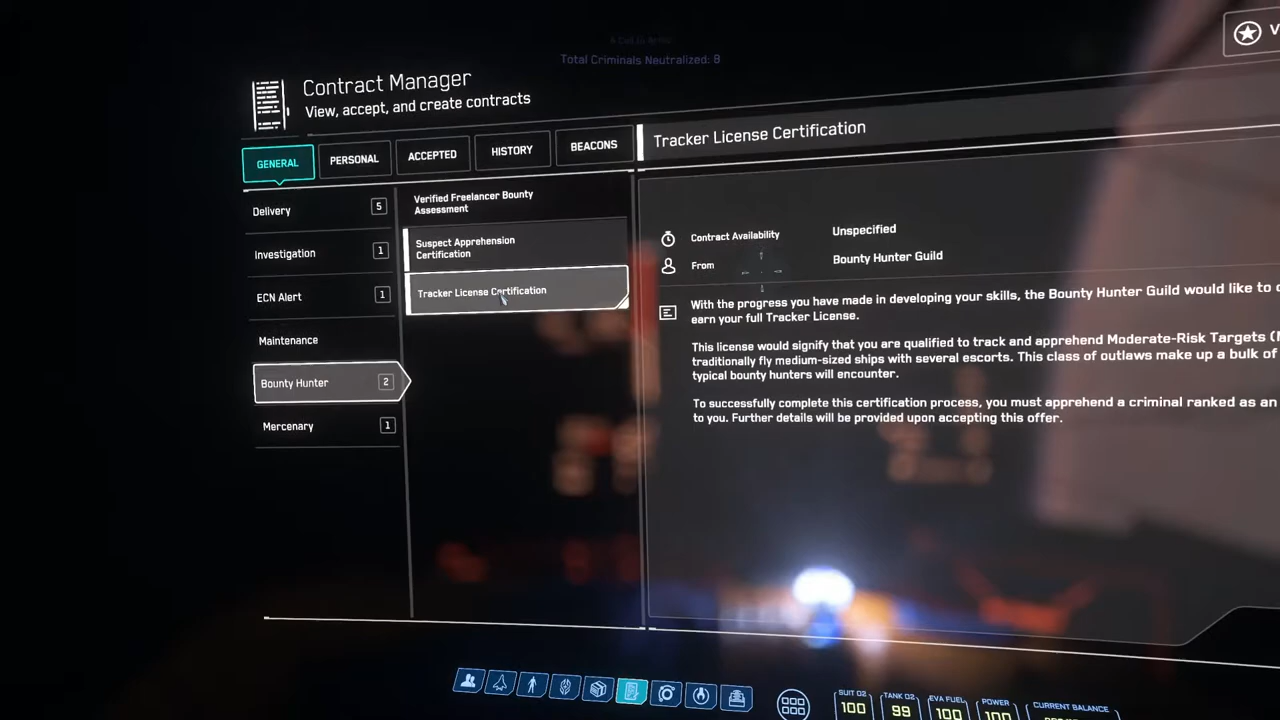 Total Criminals Neutralized: 9
Contract Manager
View, accept, and create contracts
GENERAL
PERSONAL
ACCEPTED
HISTORY
BEACONS
Delivery 5
Investigation 1
ECN Alert 1
Maintenance
Bounty Hunter 2
Mercenary 1
Verified Freelancer Bounty
Assessment
Suspect Apprehension
Certification
Tracker License Certification
Tracker License Certification
Contract Availability Unspecified
From Bounty Hunter Guild
With the progress you have made in developing your skills, the Bounty Hunter Guild would like to
earn your full Tracker License.
This license would signify that you are qualified to track and apprehend Moderate-Risk Targets
traditionally fly medium-sized ships with several escorts. This class of outlaws make up a bulk of
typical bounty hunters will encounter.
To successfully complete this certification process, you must apprehend a criminal ranked as an
to you. Further details will be provided upon accepting this offer.
SUIT O2
100
TANK O2
99
EVA FUEL
100
POWER
100
CURRENT BALANCE